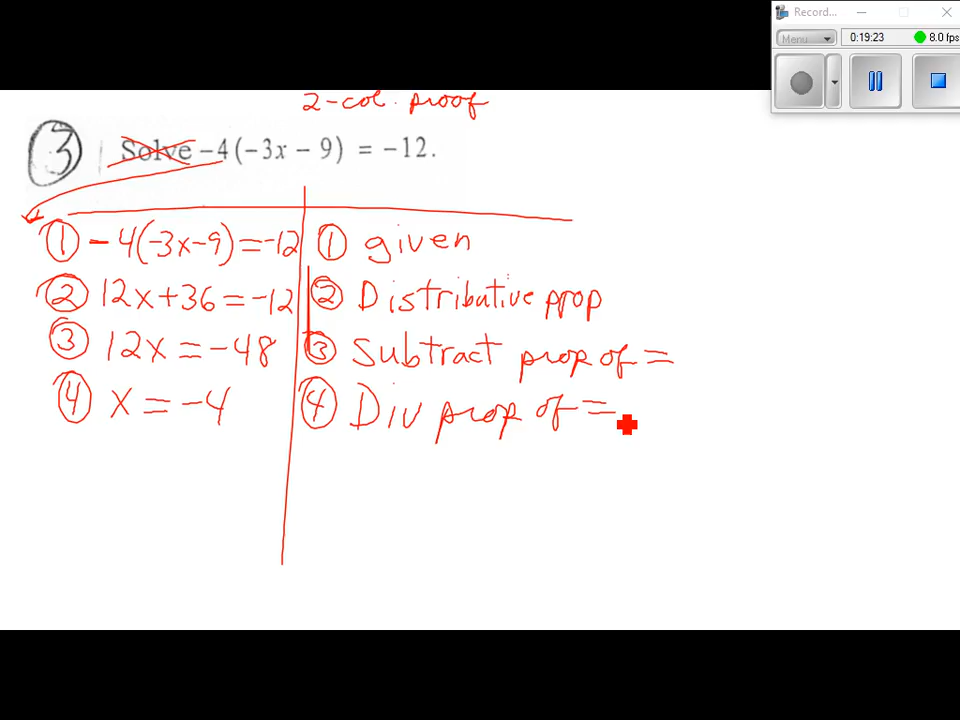 Record...
Menu
0:19:23
8.0 fps
2-col. proof
3 Solve -4(-3x - 9) = -12.
1 -4(-3x-9)=-12 1 given
2 12x+36=-12 2 Distributive prop
3 12x=-48 3 Subtract prop of =
4 x=-4 4 Div prop of =